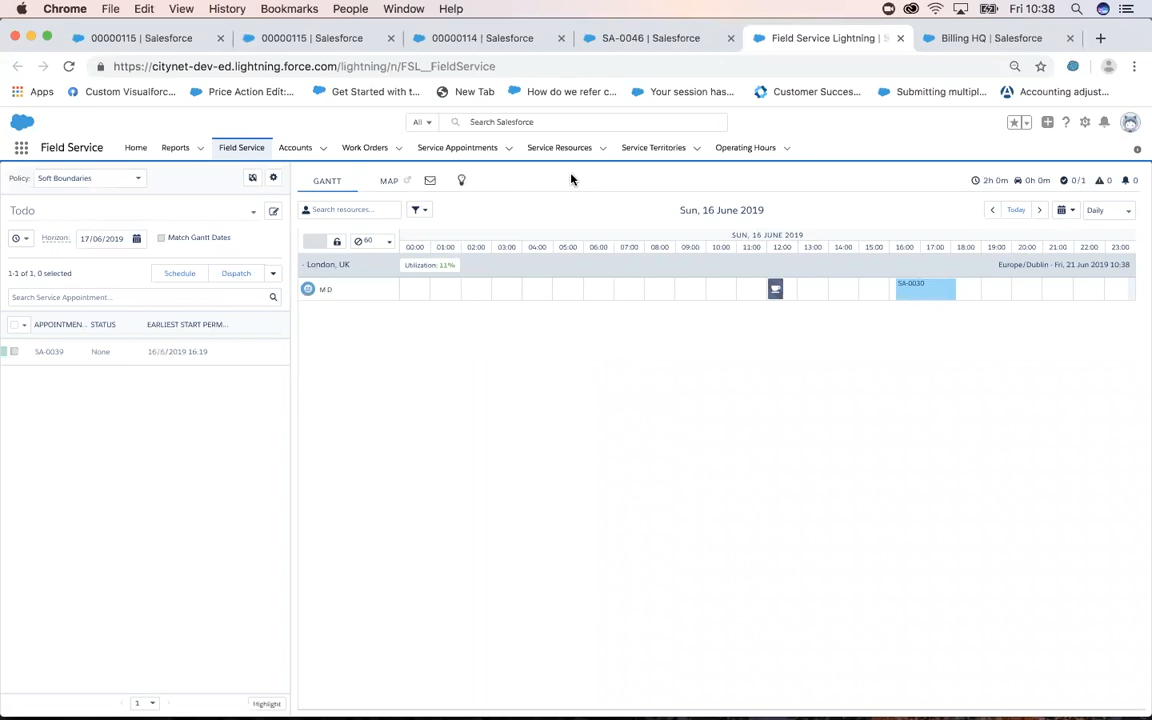 Chrome File Edit View History Bookmarks People Window Help Fri 10:38
00000115 | Salesforce 00000115 | Salesforce 00000114 | Salesforce SA-0046 | Salesforce Field Service Lightning | S Billing HQ | Salesforce
https://citynet-dev-ed.lightning.force.com/lightning/n/FSL__FieldService
Apps Custom Visualforc... Price Action Edit:... Get Started with t... New Tab How do we refer c... Your session has... Customer Succes... Submitting multipl... Accounting adjust...
All Search Salesforce
Field Service Home Reports Field Service Accounts Work Orders Service Appointments Service Resources Service Territories Operating Hours
Policy: Soft Boundaries GANTT MAP 2h 0m 0h 0m 0/1 0 0
Todo Search resources... Sun, 16 June 2019 Today Daily
Horizon: 17/06/2019 Match Gantt Dates 60 SUN, 16 JUNE 2019
00:00 01:00 02:00 03:00 04:00 05:00 06:00 07:00 08:00 09:00 10:00 11:00 12:00 13:00 14:00 15:00 16:00 17:00 18:00 19:00 20:00 21:00 22:00 23:00
- London, UK Utilization: 11% Europe/Dublin - Fri, 21 Jun 2019 10:38
1-1 of 1, 0 selected Schedule Dispatch
M D SA-0030
Search Service Appointment...
APPOINTMEN... STATUS EARLIEST START PERM...
SA-0039 None 16/6/2019 16:19
1 Highlight